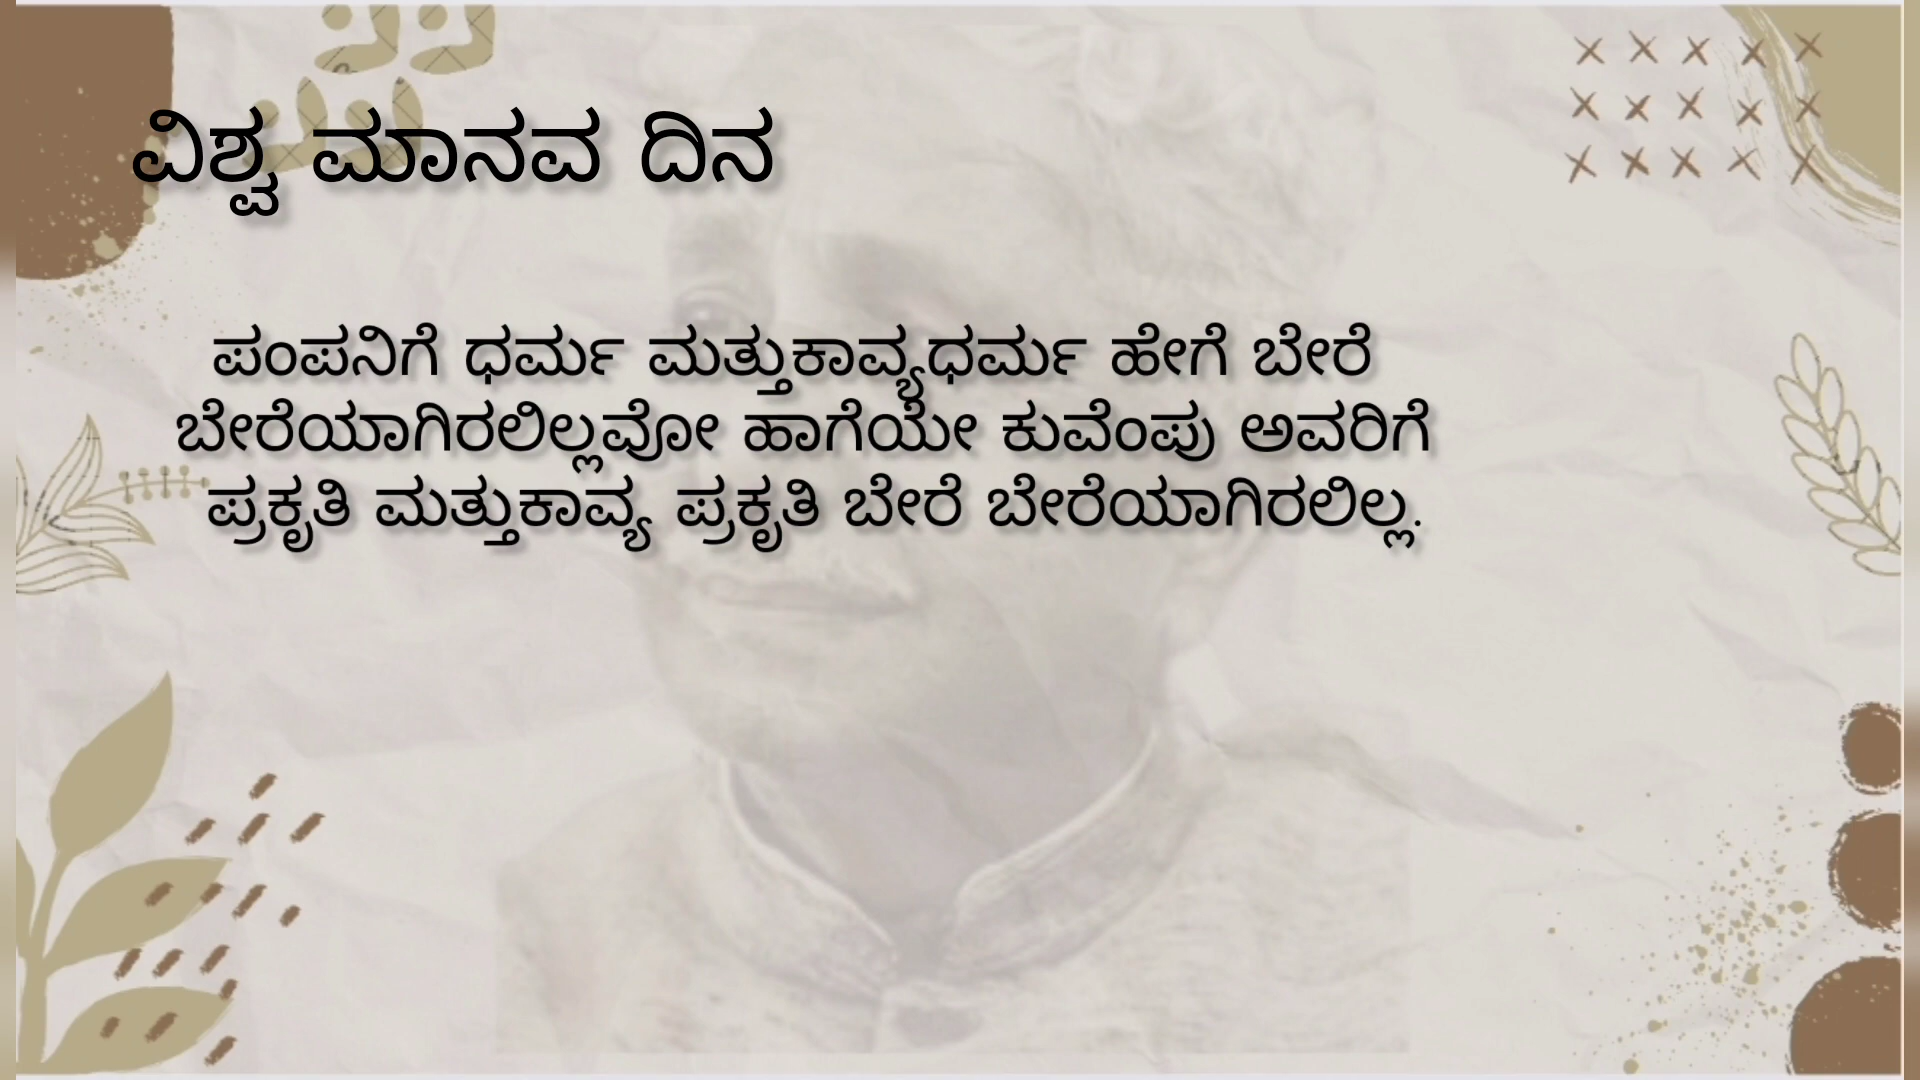 ವಿಶ್ವ ಮಾನವ ದಿನ
ಪಂಪನಿಗೆ ಧರ್ಮ ಮತ್ತುಕಾವ್ಯಧರ್ಮ ಹೇಗೆ ಬೇರೆ
ಬೇರೆಯಾಗಿರಲಿಲ್ಲವೋ ಹಾಗೆಯೇ ಕುವೆಂಪು ಅವರಿಗೆ
ಪ್ರಕೃತಿ ಮತ್ತುಕಾವ್ಯ ಪ್ರಕೃತಿ ಬೇರೆ ಬೇರೆಯಾಗಿರಲಿಲ್ಲ.